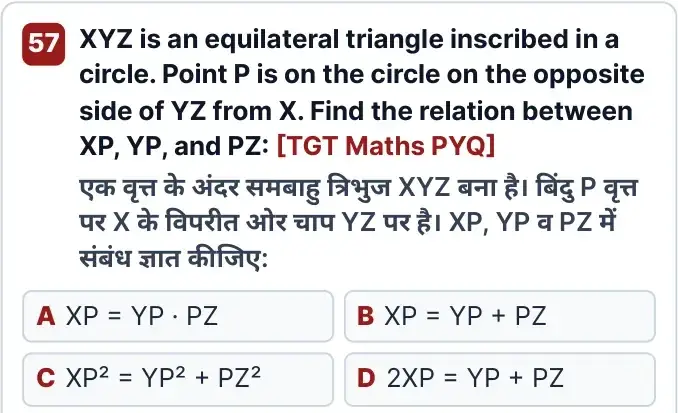 57 XYZ is an equilateral triangle inscribed in a
circle. Point P is on the circle on the opposite
side of YZ from X. Find the relation between
XP, YP, and PZ: [TGT Maths PYQ]
एक वृत्त के अंदर समबाहु त्रिभुज XYZ बना है। बिंदु P वृत्त
पर X के विपरीत ओर चाप YZ पर है। XP, YP व PZ में
संबंध ज्ञात कीजिए:
A XP = YP · PZ
B XP = YP + PZ
C XP² = YP² + PZ²
D 2XP = YP + PZ